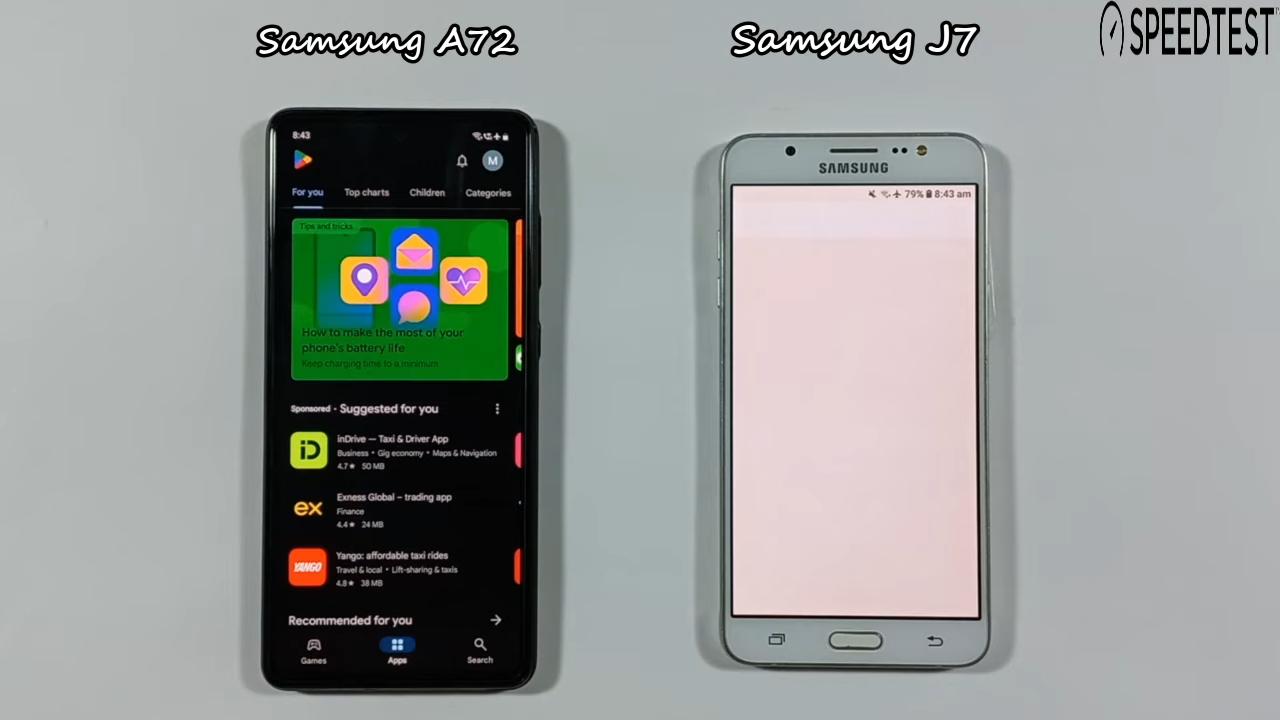 Samsung A72
Samsung J7
SPEEDTEST
8:43
M
For you
Top charts
Children
Categories
Tips and tricks
How to make the most of your
phone's battery life
Keep charging time to a minimum
Sponsored · Suggested for you
inDrive — Taxi & Driver App
Business • Gig economy • Maps & Navigation
4.7★ 50 MB
ex
Exness Global – trading app
Finance
4.4★ 24 MB
YANGO
Yango: affordable taxi rides
Travel & local • Lift-sharing & taxis
4.8★ 38 MB
Recommended for you
Games
Apps
Search
SAMSUNG
79% 8:43 am